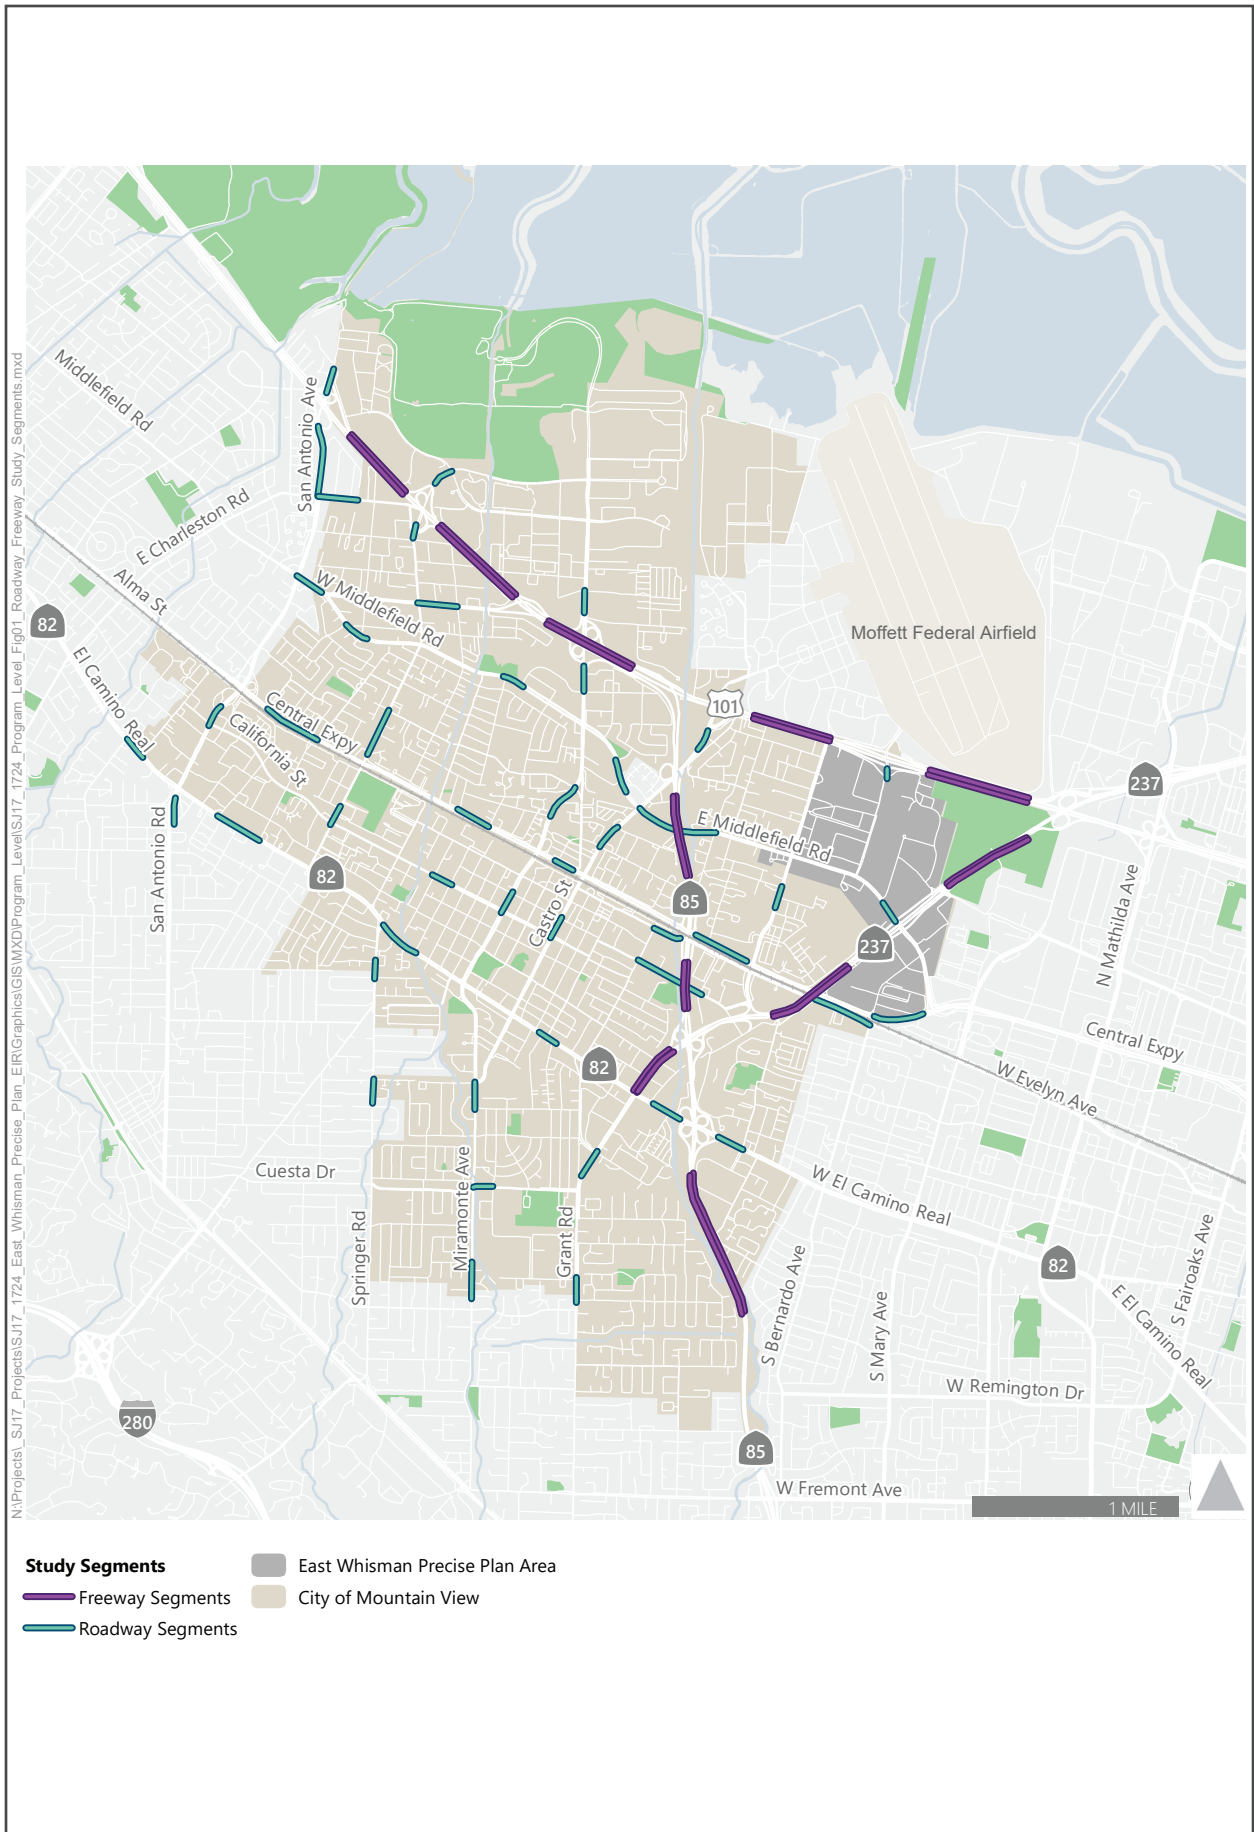 N:\Projects\_SJ17_Projects\SJ17_1724_East_Whisman_Precise_Plan_EIR\Graphics\GIS\MXD\Program_Level\SJ17_1724_Program_Level_Fig01_Roadway_Freeway_Study_Segments.mxd
Middlefield Rd
San Antonio Ave
E Charleston Rd
Alma St
W Middlefield Rd
82
Moffett Federal Airfield
El Camino Real
Central Expy
101
California St
237
San Antonio Rd
E Middlefield Rd
82
85
Castro St
N Mathilda Ave
237
Central Expy
82
W Evelyn Ave
Cuesta Dr
Miramonte Ave
W El Camino Real
Springer Rd
Grant Rd
S Bernardo Ave
82
S Fairoaks Ave
S Mary Ave
E El Camino Real
W Remington Dr
280
85
W Fremont Ave
1 MILE
Study Segments
Freeway Segments
Roadway Segments
East Whisman Precise Plan Area
City of Mountain View